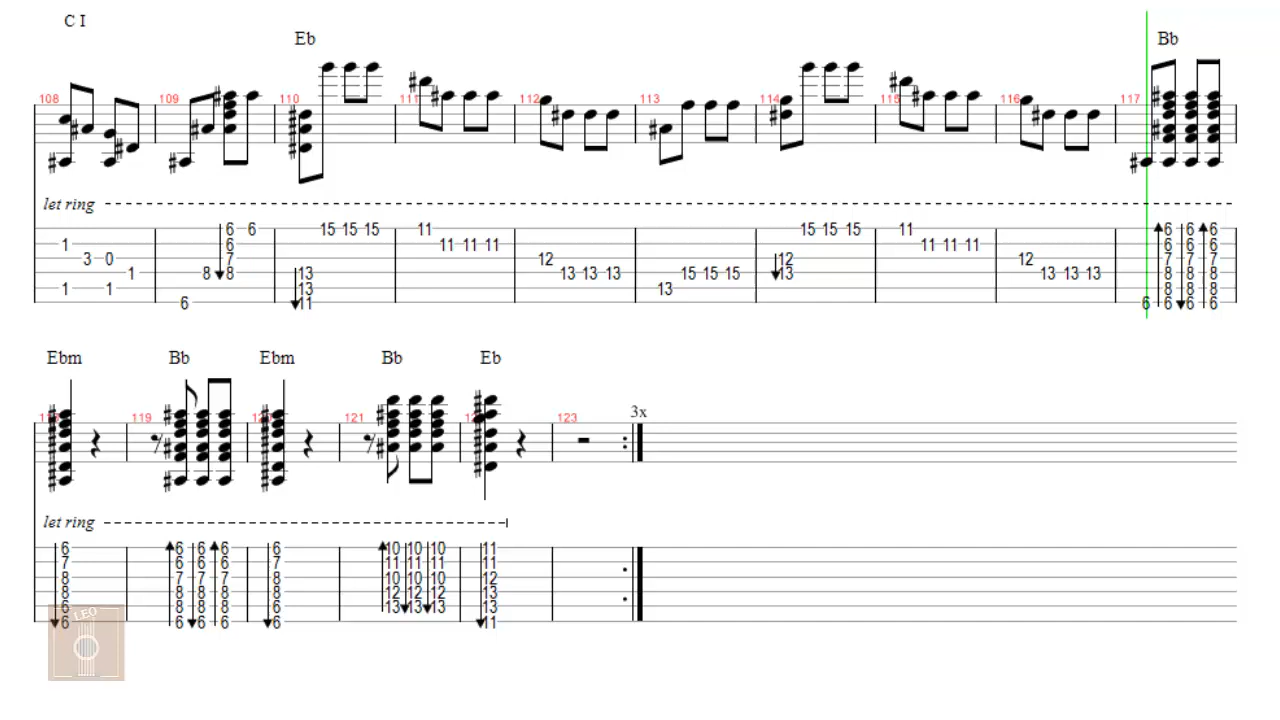 C I
Eb Bb
108 109 110 111 112 113 114 115 116 117
let ring
6 6 15 15 15 11 15 15 15 11 6 6 6
1 6 11 11 11 11 11 11 6 6 6
3 0 7 12 12 12 7 7 7
1 8 8 13 13 13 13 15 15 15 13 13 13 13 8 8 8
1 1 13 13 8 8 8
6 11 6 6 6 6
Ebm Bb Ebm Bb Eb
119 121 123 3x
let ring
6 6 6 6 6 10 10 10 11
7 6 6 6 7 11 11 11 11
8 7 7 7 8 10 10 10 12
8 8 8 8 8 12 12 12 13
6 8 8 8 6 13 13 13 13
6 6 6 6 6 11
LEO